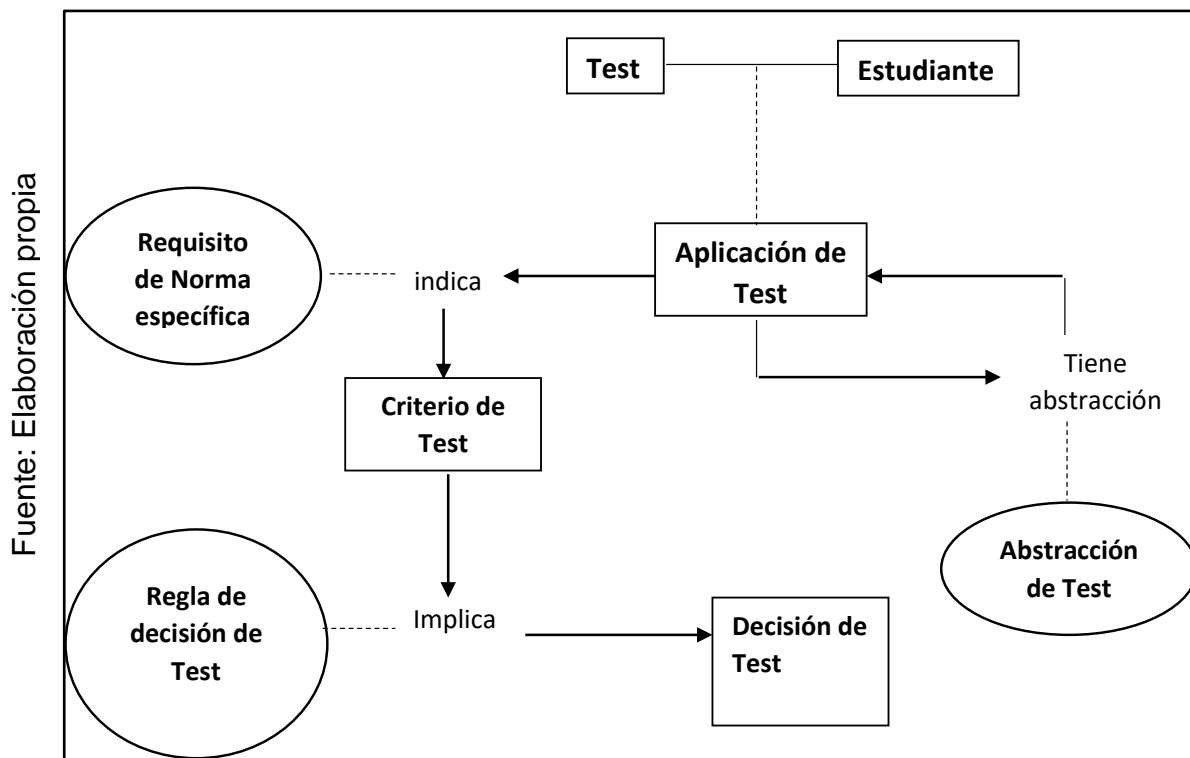 Fuente: Elaboración propia
Test
Estudiante
Requisito
de Norma
específica
indica
Aplicación de
Test
Tiene
abstracción
Criterio de
Test
Abstracción
de Test
Regla de
decisión de
Test
Implica
Decisión de
Test